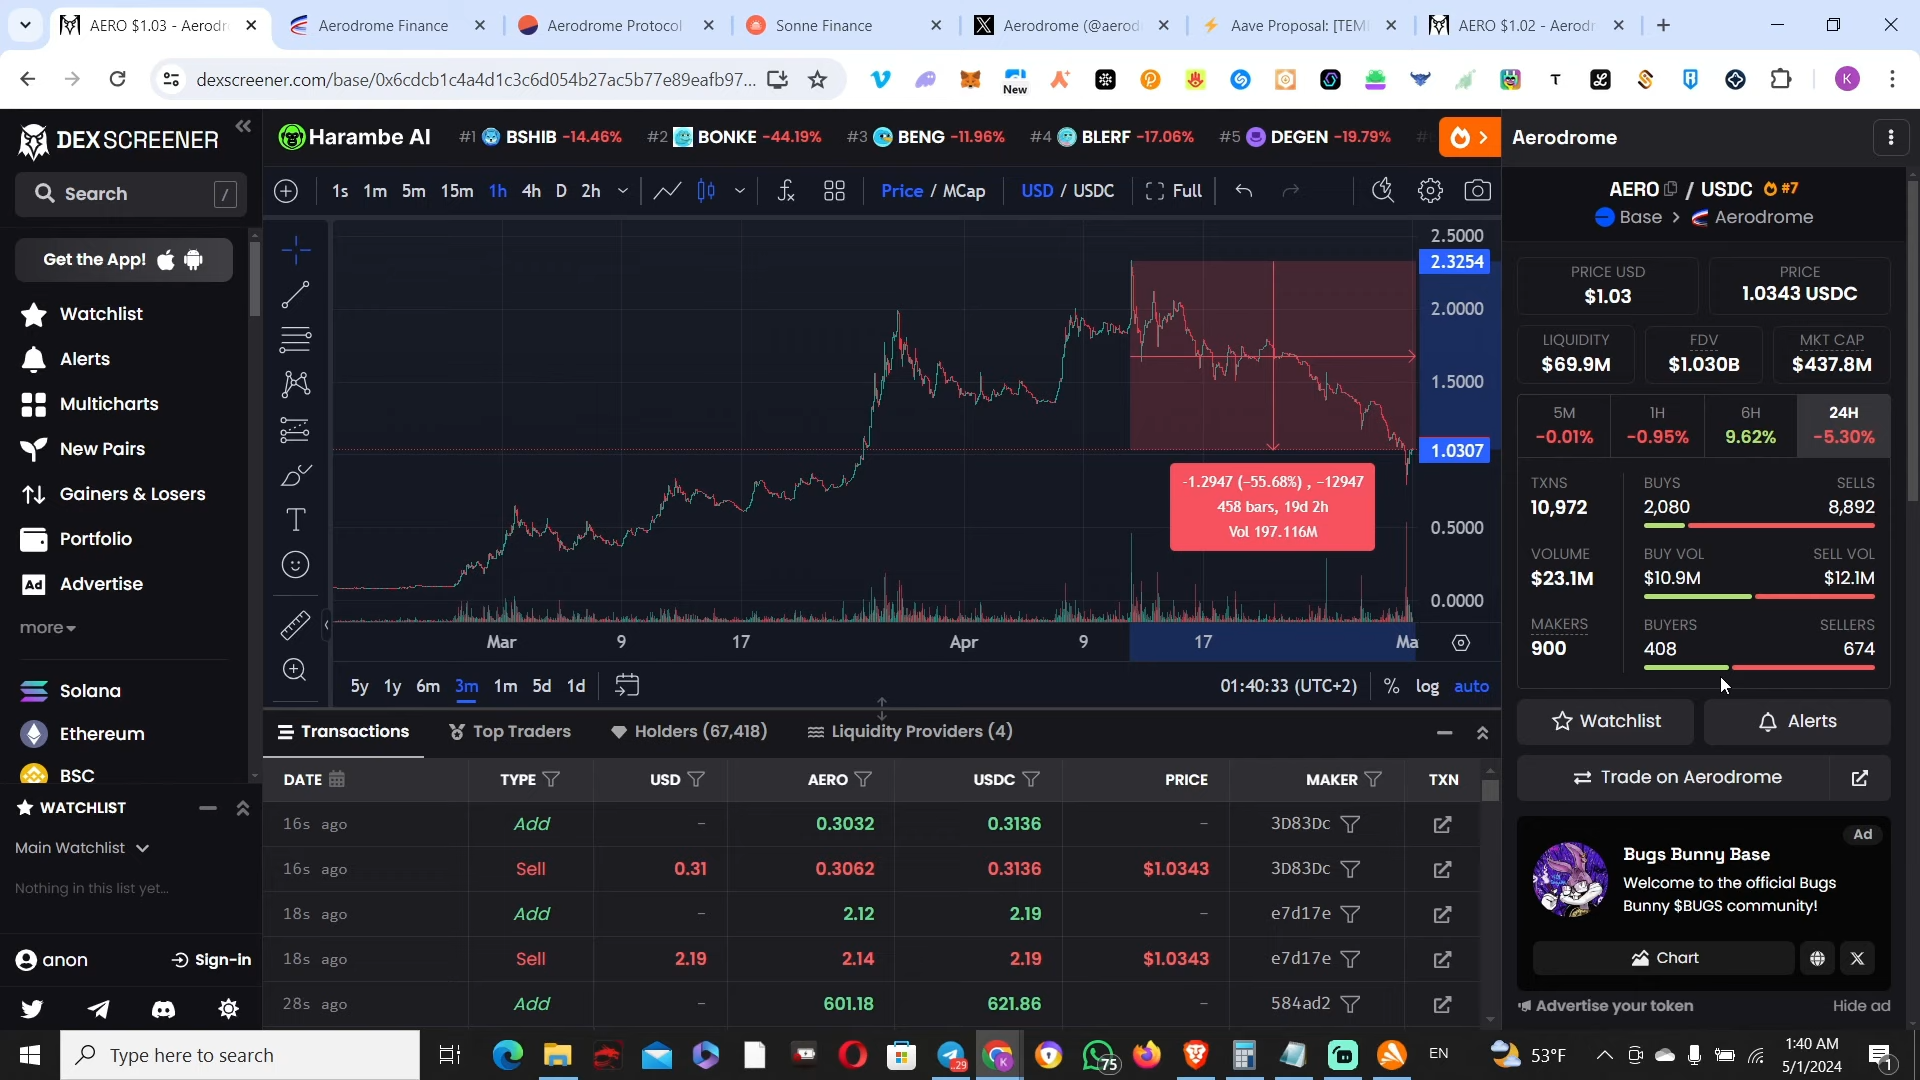 AERO $1.03 - Aerodr
Aerodrome Finance
Aerodrome Protocol
Sonne Finance
Aerodrome (@aerod
Aave Proposal: [TEM
AERO $1.02 - Aerodr
dexscreener.com/base/0x6cdcb1c4a4d1c3c6d054b27ac5b77e89eafb97...
New
K
DEXSCREENER
Search
/
Get the App!
Watchlist
Alerts
Multicharts
New Pairs
Gainers & Losers
Portfolio
Ad Advertise
more
Solana
Ethereum
BSC
WATCHLIST
Main Watchlist
Nothing in this list yet...
anon
Sign-in
Harambe AI
#1 BSHIB -14.46%
#2 BONKE -44.19%
#3 BENG -11.96%
#4 BLERF -17.06%
#5 DEGEN -19.79%
1s 1m 5m 15m 1h 4h D 2h
Price / MCap
USD / USDC
Full
2.5000
2.3254
2.0000
1.5000
1.0307
0.5000
0.0000
-1.2947 (-55.68%) , -12947
458 bars, 19d 2h
Vol 197.116M
Mar 9 17 Apr 9 17 Ma
5y 1y 6m 3m 1m 5d 1d
01:40:33 (UTC+2)
% log auto
Transactions
Top Traders
Holders (67,418)
Liquidity Providers (4)
DATE TYPE USD AERO USDC PRICE MAKER TXN
16s ago Add - 0.3032 0.3136 - 3D83Dc
16s ago Sell 0.31 0.3062 0.3136 $1.0343 3D83Dc
18s ago Add - 2.12 2.19 - e7d17e
18s ago Sell 2.19 2.14 2.19 $1.0343 e7d17e
28s ago Add - 601.18 621.86 - 584ad2
Aerodrome
AERO / USDC #7
Base > Aerodrome
PRICE USD
$1.03
PRICE
1.0343 USDC
LIQUIDITY
$69.9M
FDV
$1.030B
MKT CAP
$437.8M
5M
-0.01%
1H
-0.95%
6H
9.62%
24H
-5.30%
TXNS
10,972
BUYS
2,080
SELLS
8,892
VOLUME
$23.1M
BUY VOL
$10.9M
SELL VOL
$12.1M
MAKERS
900
BUYERS
408
SELLERS
674
Watchlist
Alerts
Trade on Aerodrome
Ad
Bugs Bunny Base
Welcome to the official Bugs
Bunny $BUGS community!
Chart
Advertise your token
Hide ad
Type here to search
29
K
75
EN
53°F
1:40 AM
5/1/2024
1